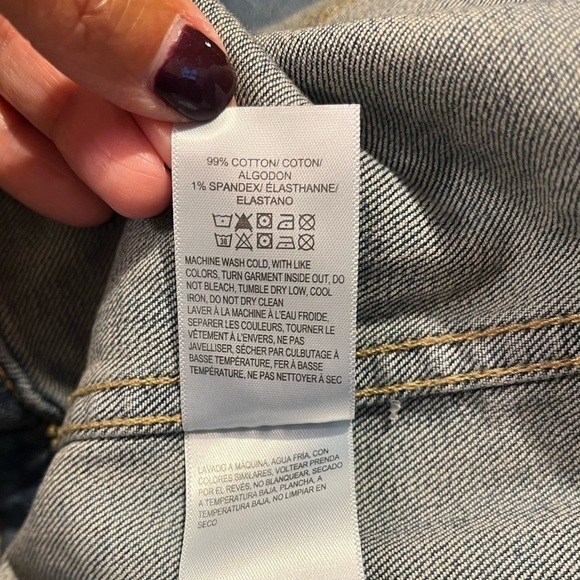 99% COTTON/ COTON/
ALGODON
1% SPANDEX/ ÉLASTHANNE/
ELASTANO
30
MACHINE WASH COLD, WITH LIKE
COLORS, TURN GARMENT INSIDE OUT, DO
NOT BLEACH, TUMBLE DRY LOW, COOL
IRON, DO NOT DRY CLEAN
LAVER À LA MACHINE À L'EAU FROIDE,
SEPARER LES COULEURS, TOURNER LE
VÊTEMENT À L'ENVERS, NE PAS
JAVELLISER, SÉCHER PAR CULBUTAGE À
BASSE TEMPÉRATURE, FER À BASSE
TEMPÉRATURE, NE PAS NETTOYER À SEC
LAVADO A MAQUINA, AGUA FRÍA, CON
COLORES SIMILARES, VOLTEAR PRENDA
POR EL REVÉS, NO BLANQUEAR, SECADO
A TEMPERATURA BAJA, PLANCHA, A
TEMPERATURA BAJA, NO LIMPIAR EN
SECO